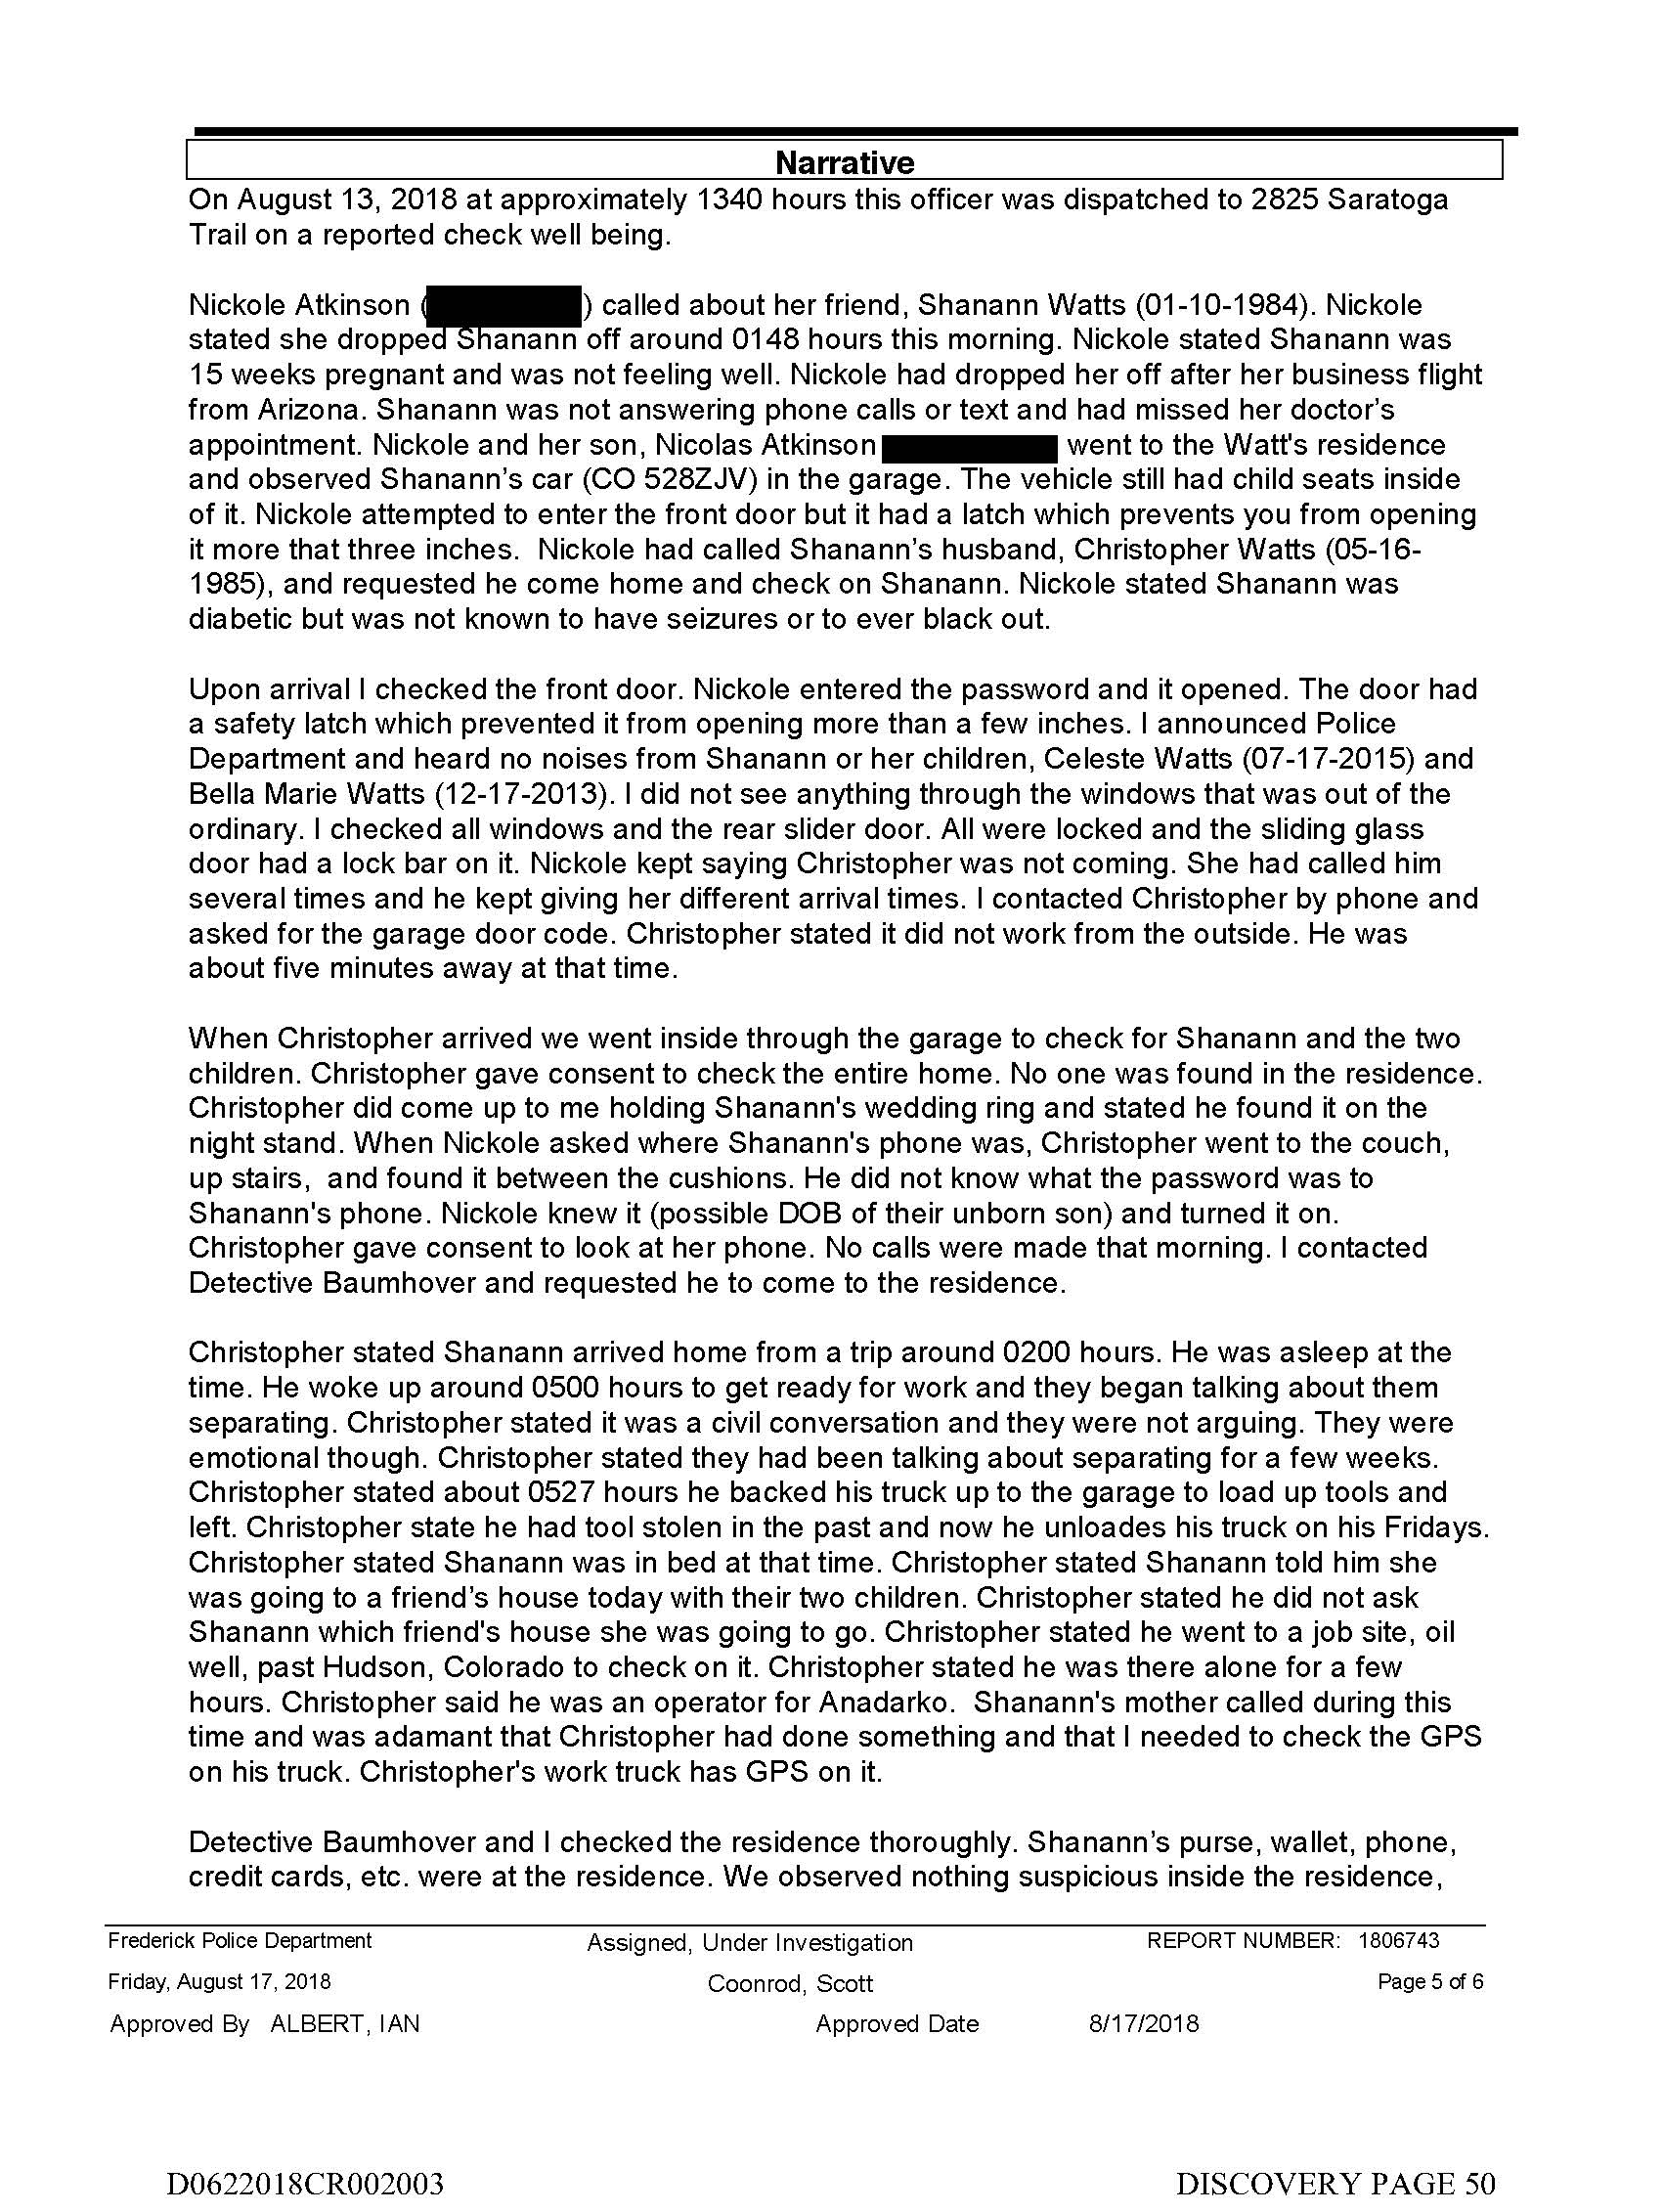 Narrative
On August 13, 2018 at approximately 1340 hours this officer was dispatched to 2825 Saratoga
Trail on a reported check well being.
Nickole Atkinson ( ) called about her friend, Shanann Watts (01-10-1984). Nickole
stated she dropped Shanann off around 0148 hours this morning. Nickole stated Shanann was
15 weeks pregnant and was not feeling well. Nickole had dropped her off after her business flight
from Arizona. Shanann was not answering phone calls or text and had missed her doctor’s
appointment. Nickole and her son, Nicolas Atkinson went to the Watt's residence
and observed Shanann’s car (CO 528ZJV) in the garage. The vehicle still had child seats inside
of it. Nickole attempted to enter the front door but it had a latch which prevents you from opening
it more that three inches.  Nickole had called Shanann’s husband, Christopher Watts (05-16-
1985), and requested he come home and check on Shanann. Nickole stated Shanann was
diabetic but was not known to have seizures or to ever black out.
Upon arrival I checked the front door. Nickole entered the password and it opened. The door had
a safety latch which prevented it from opening more than a few inches. I announced Police
Department and heard no noises from Shanann or her children, Celeste Watts (07-17-2015) and
Bella Marie Watts (12-17-2013). I did not see anything through the windows that was out of the
ordinary. I checked all windows and the rear slider door. All were locked and the sliding glass
door had a lock bar on it. Nickole kept saying Christopher was not coming. She had called him
several times and he kept giving her different arrival times. I contacted Christopher by phone and
asked for the garage door code. Christopher stated it did not work from the outside. He was
about five minutes away at that time.
When Christopher arrived we went inside through the garage to check for Shanann and the two
children. Christopher gave consent to check the entire home. No one was found in the residence.
Christopher did come up to me holding Shanann's wedding ring and stated he found it on the
night stand. When Nickole asked where Shanann's phone was, Christopher went to the couch,
up stairs,  and found it between the cushions. He did not know what the password was to
Shanann's phone. Nickole knew it (possible DOB of their unborn son) and turned it on.
Christopher gave consent to look at her phone. No calls were made that morning. I contacted
Detective Baumhover and requested he to come to the residence.
Christopher stated Shanann arrived home from a trip around 0200 hours. He was asleep at the
time. He woke up around 0500 hours to get ready for work and they began talking about them
separating. Christopher stated it was a civil conversation and they were not arguing. They were
emotional though. Christopher stated they had been talking about separating for a few weeks.
Christopher stated about 0527 hours he backed his truck up to the garage to load up tools and
left. Christopher state he had tool stolen in the past and now he unloades his truck on his Fridays.
Christopher stated Shanann was in bed at that time. Christopher stated Shanann told him she
was going to a friend’s house today with their two children. Christopher stated he did not ask
Shanann which friend's house she was going to go. Christopher stated he went to a job site, oil
well, past Hudson, Colorado to check on it. Christopher stated he was there alone for a few
hours. Christopher said he was an operator for Anadarko.  Shanann's mother called during this
time and was adamant that Christopher had done something and that I needed to check the GPS
on his truck. Christopher's work truck has GPS on it.
Detective Baumhover and I checked the residence thoroughly. Shanann’s purse, wallet, phone,
credit cards, etc. were at the residence. We observed nothing suspicious inside the residence,
Frederick Police Department Assigned, Under Investigation REPORT NUMBER: 1806743
Friday, August 17, 2018 Coonrod, Scott Page 5 of 6
Approved By ALBERT, IAN Approved Date 8/17/2018
D0622018CR002003 DISCOVERY PAGE 50